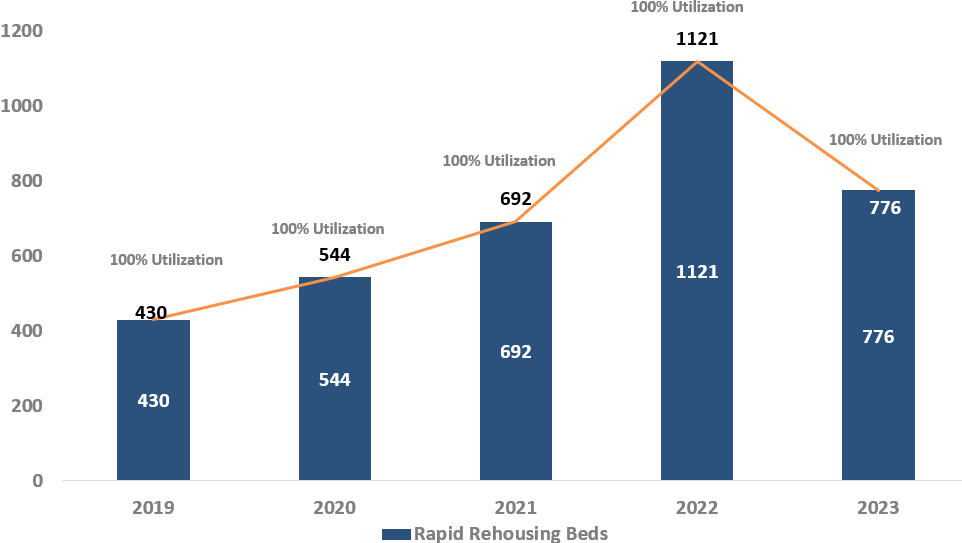 100% Utilization
1200
1121
1000
100% Utilization
100% Utilization
800
692
776
100% Utilization
544
600
100% Utilization
1121
430
400
776
692
544
430
200
0
2019 2020 2021 2022 2023
Rapid Rehousing Beds